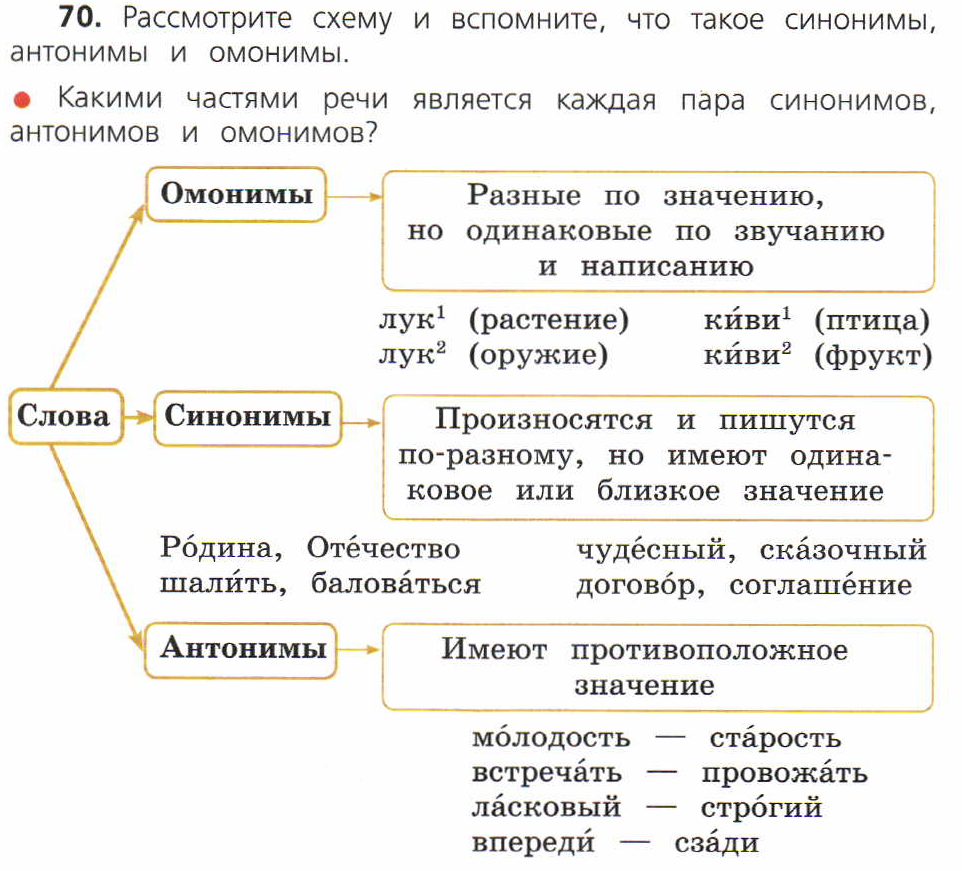 70. Рассмотрите схему и вспомните, что такое синонимы,
антонимы и омонимы.
● Какими частями речи является каждая пара синонимов,
антонимов и омонимов?
Омонимы
Разные по значению,
но одинаковые по звучанию
и написанию
лук¹ (растение) ки́ви¹ (птица)
лук² (оружие) ки́ви² (фрукт)
Слова
Синонимы
Произносятся и пишутся
по-разному, но имеют одина-
ковое или близкое значение
Ро́дина, Оте́чество чуде́сный, ска́зочный
шали́ть, балова́ться догово́р, соглаше́ние
Антонимы
Имеют противоположное
значение
мо́лодость — ста́рость
встреча́ть — провожа́ть
ла́сковый — стро́гий
впереди́ — сза́ди